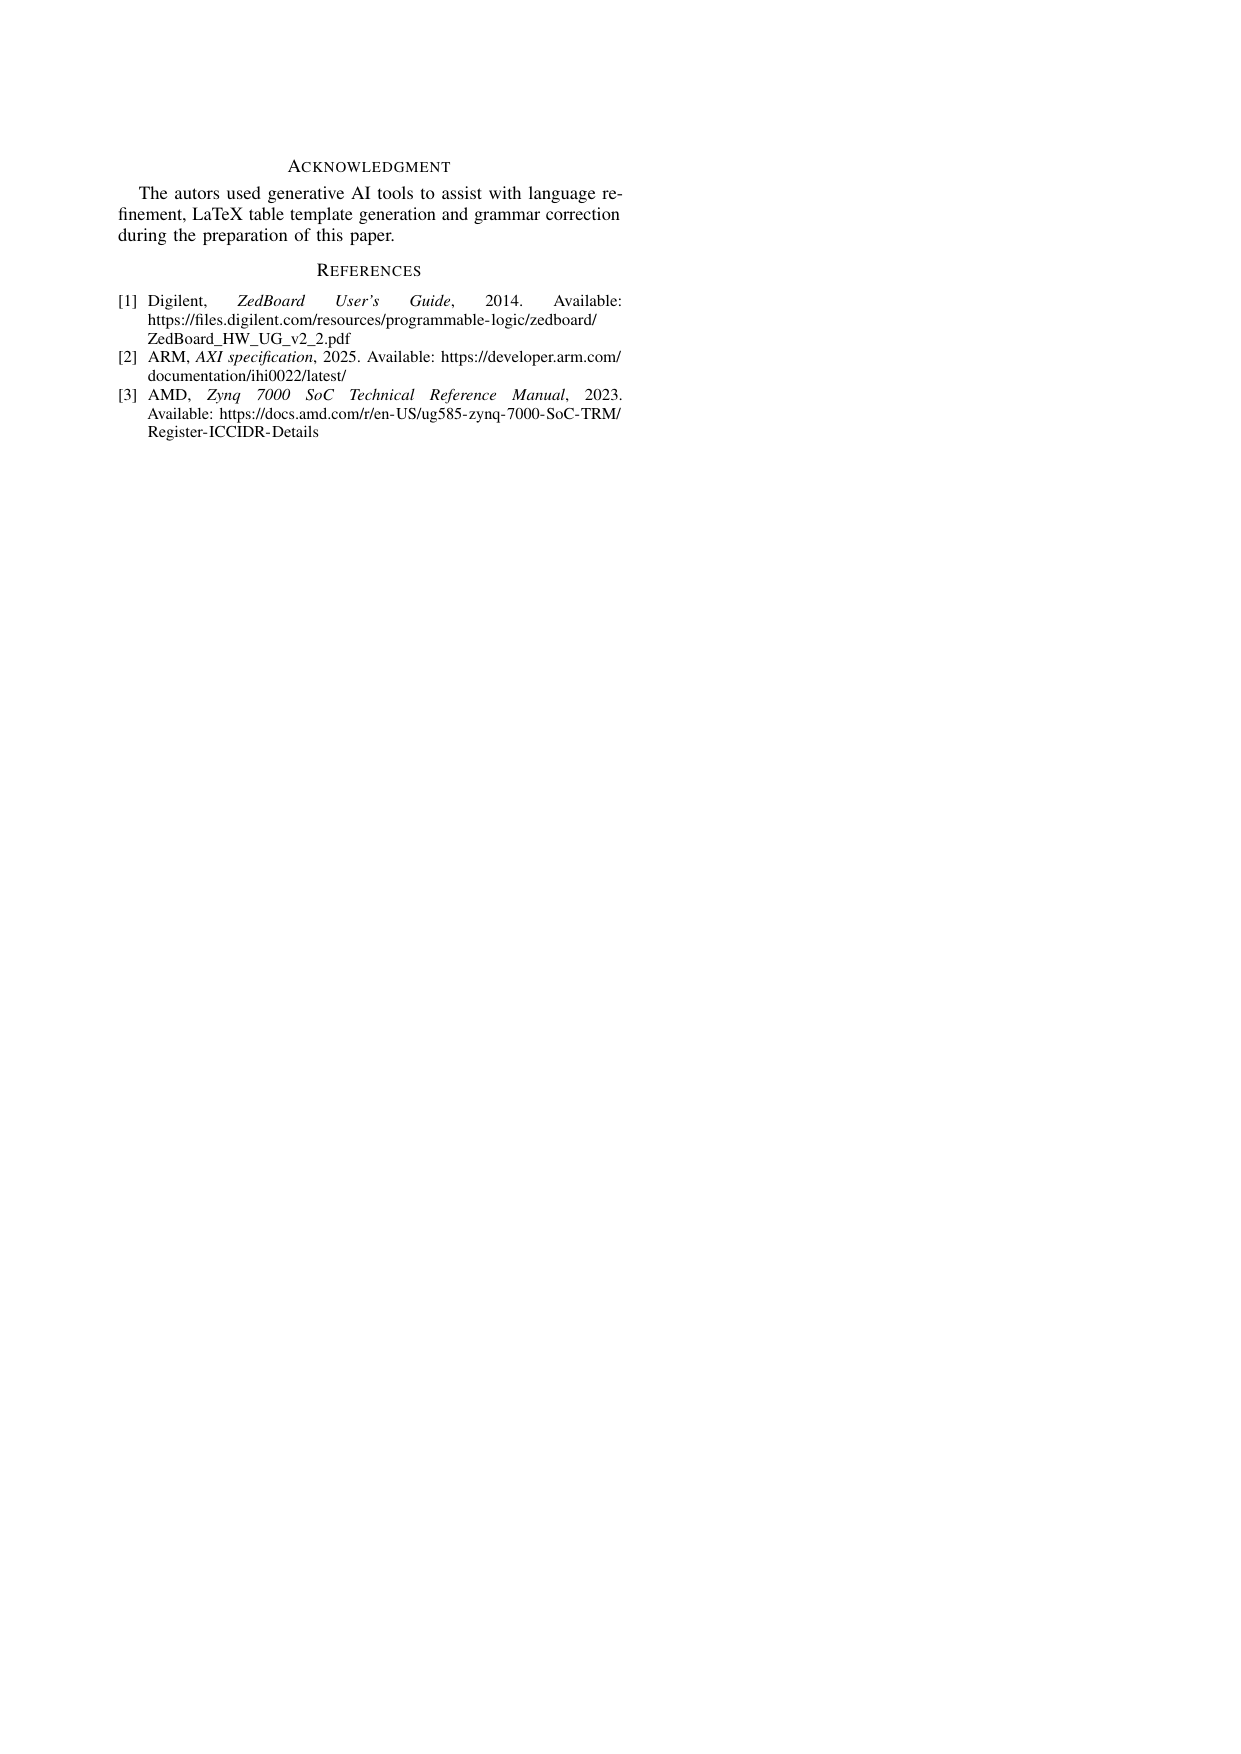 ACKNOWLEDGMENT
The autors used generative AI tools to assist with language re-
finement, LaTeX table template generation and grammar correction
during the preparation of this paper.
REFERENCES
[1] Digilent, ZedBoard User's Guide, 2014. Available:
https://files.digilent.com/resources/programmable-logic/zedboard/
ZedBoard_HW_UG_v2_2.pdf
[2] ARM, AXI specification, 2025. Available: https://developer.arm.com/
documentation/ihi0022/latest/
[3] AMD, Zynq 7000 SoC Technical Reference Manual, 2023.
Available: https://docs.amd.com/r/en-US/ug585-zynq-7000-SoC-TRM/
Register-ICCIDR-Details